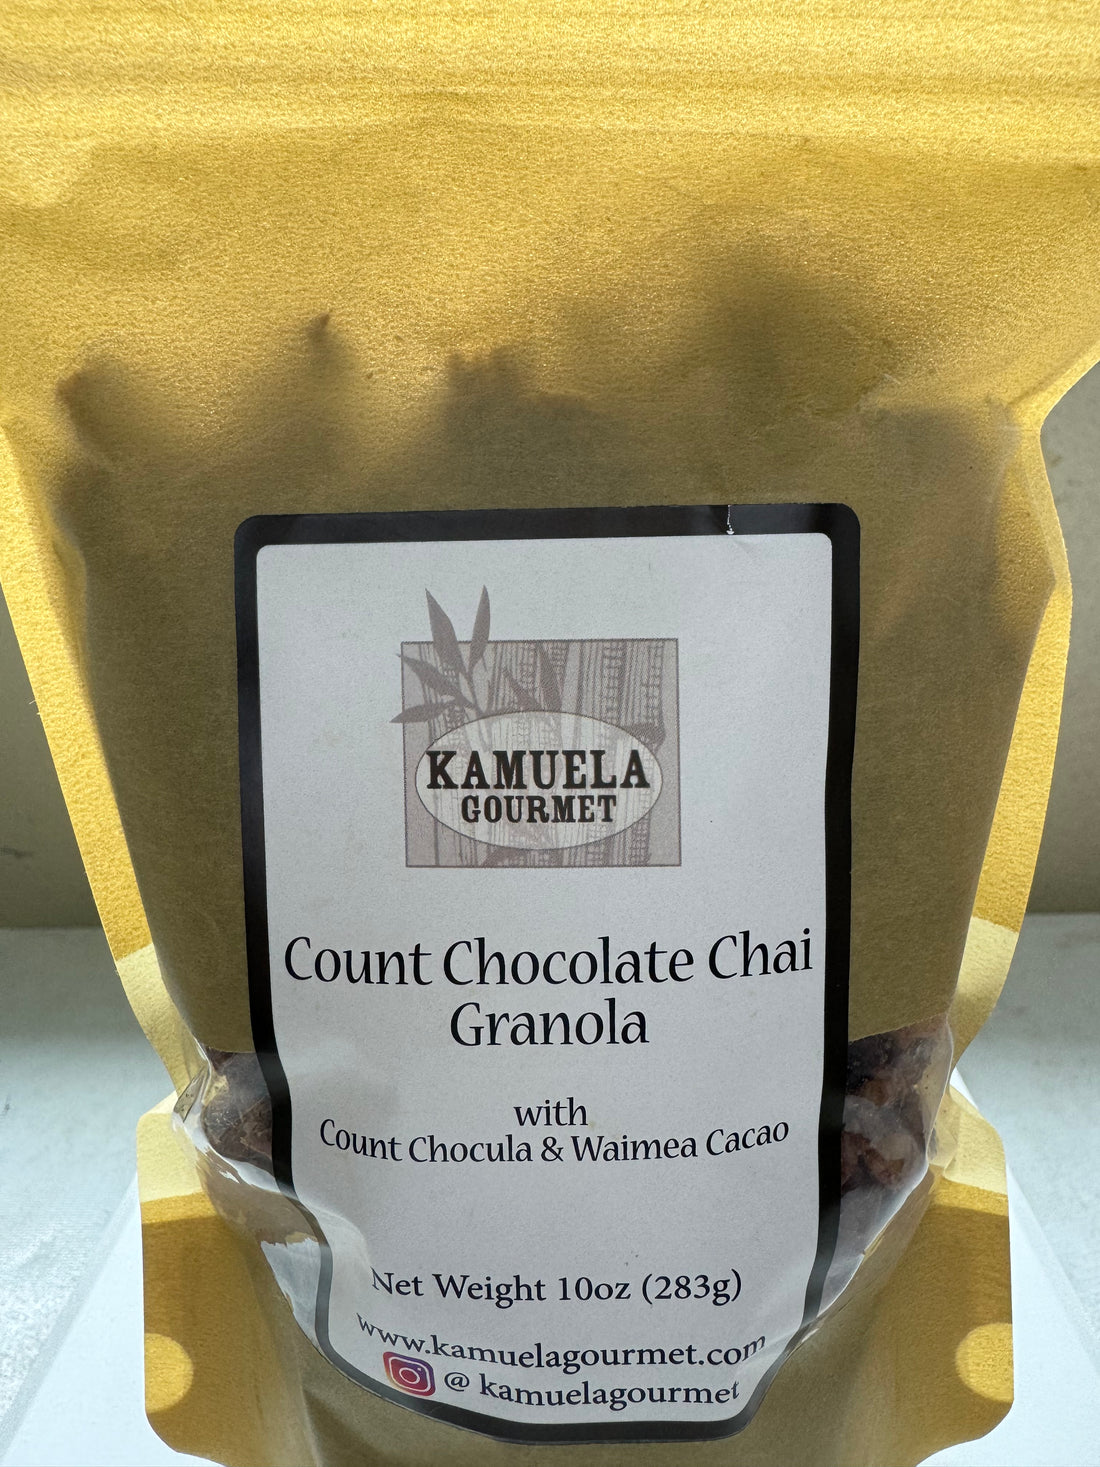 KAMUELA
GOURMET
Count Chocolate Chai
Granola
with
Count Chocula & Waimea Cacao
Net Weight 10oz (283g)
www.kamuelagourmet.com
@ kamuelagourmet